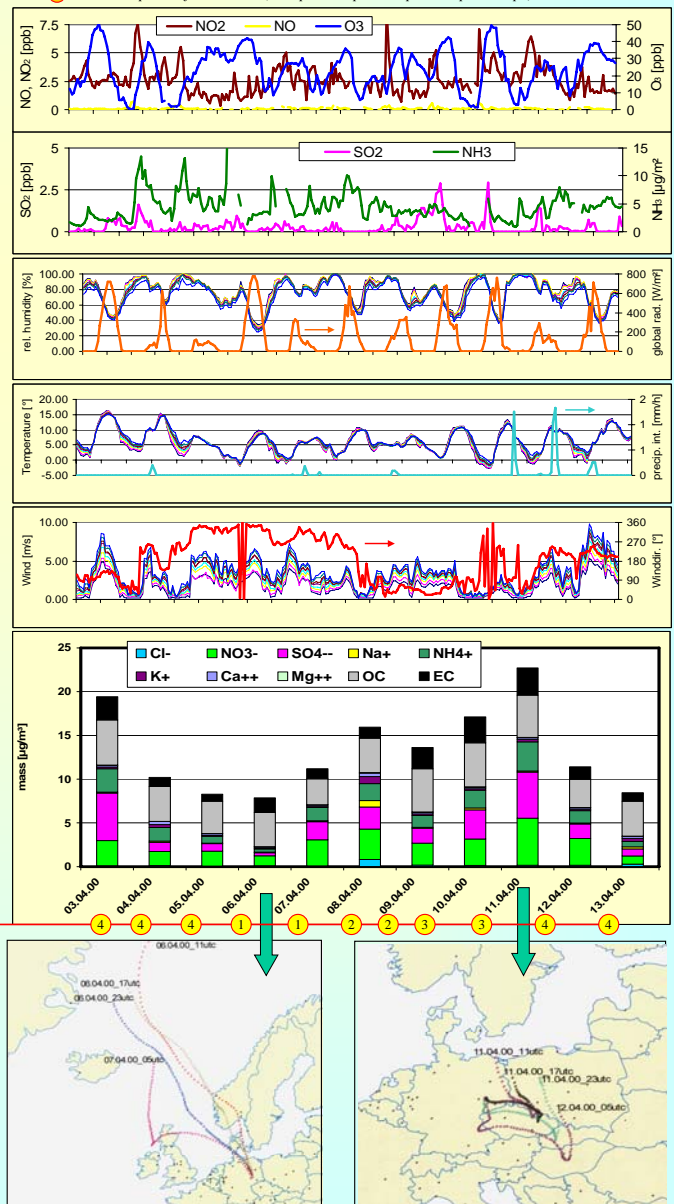 NO2 NO O3
NO, NO2 [ppb]
7.5
5
2.5
0
50
40
30
20
10
0
O3 [ppb]
SO2 NH3
SO2 [ppb]
5
2.5
0
15
10
5
0
NH3 [µg/m²
rel. humidity [%]
100.00
80.00
60.00
40.00
20.00
0.00
800
600
400
200
0
global rad. [W/m²]
Temperature [°]
20.00
15.00
10.00
5.00
0.00
-5.00
2
1
1
0
precip. int. [mm/h]
Wind [m/s]
10.00
5.00
0.00
360
270
180
90
0
Winddir. [°]
Cl- NO3- SO4-- Na+ NH4+
K+ Ca++ Mg++ OC EC
mass [µg/m³]
25
20
15
10
5
0
03.04.00 04.04.00 05.04.00 06.04.00 07.04.00 08.04.00 09.04.00 10.04.00 11.04.00 12.04.00 13.04.00
4 4 4 1 1 2 2 3 3 4 4
06.04.00_11utc
06.04.00_17utc
06.04.00_23utc
07.04.00_05utc
11.04.00_11utc
11.04.00_17utc
11.04.00_23utc
12.04.00_05utc